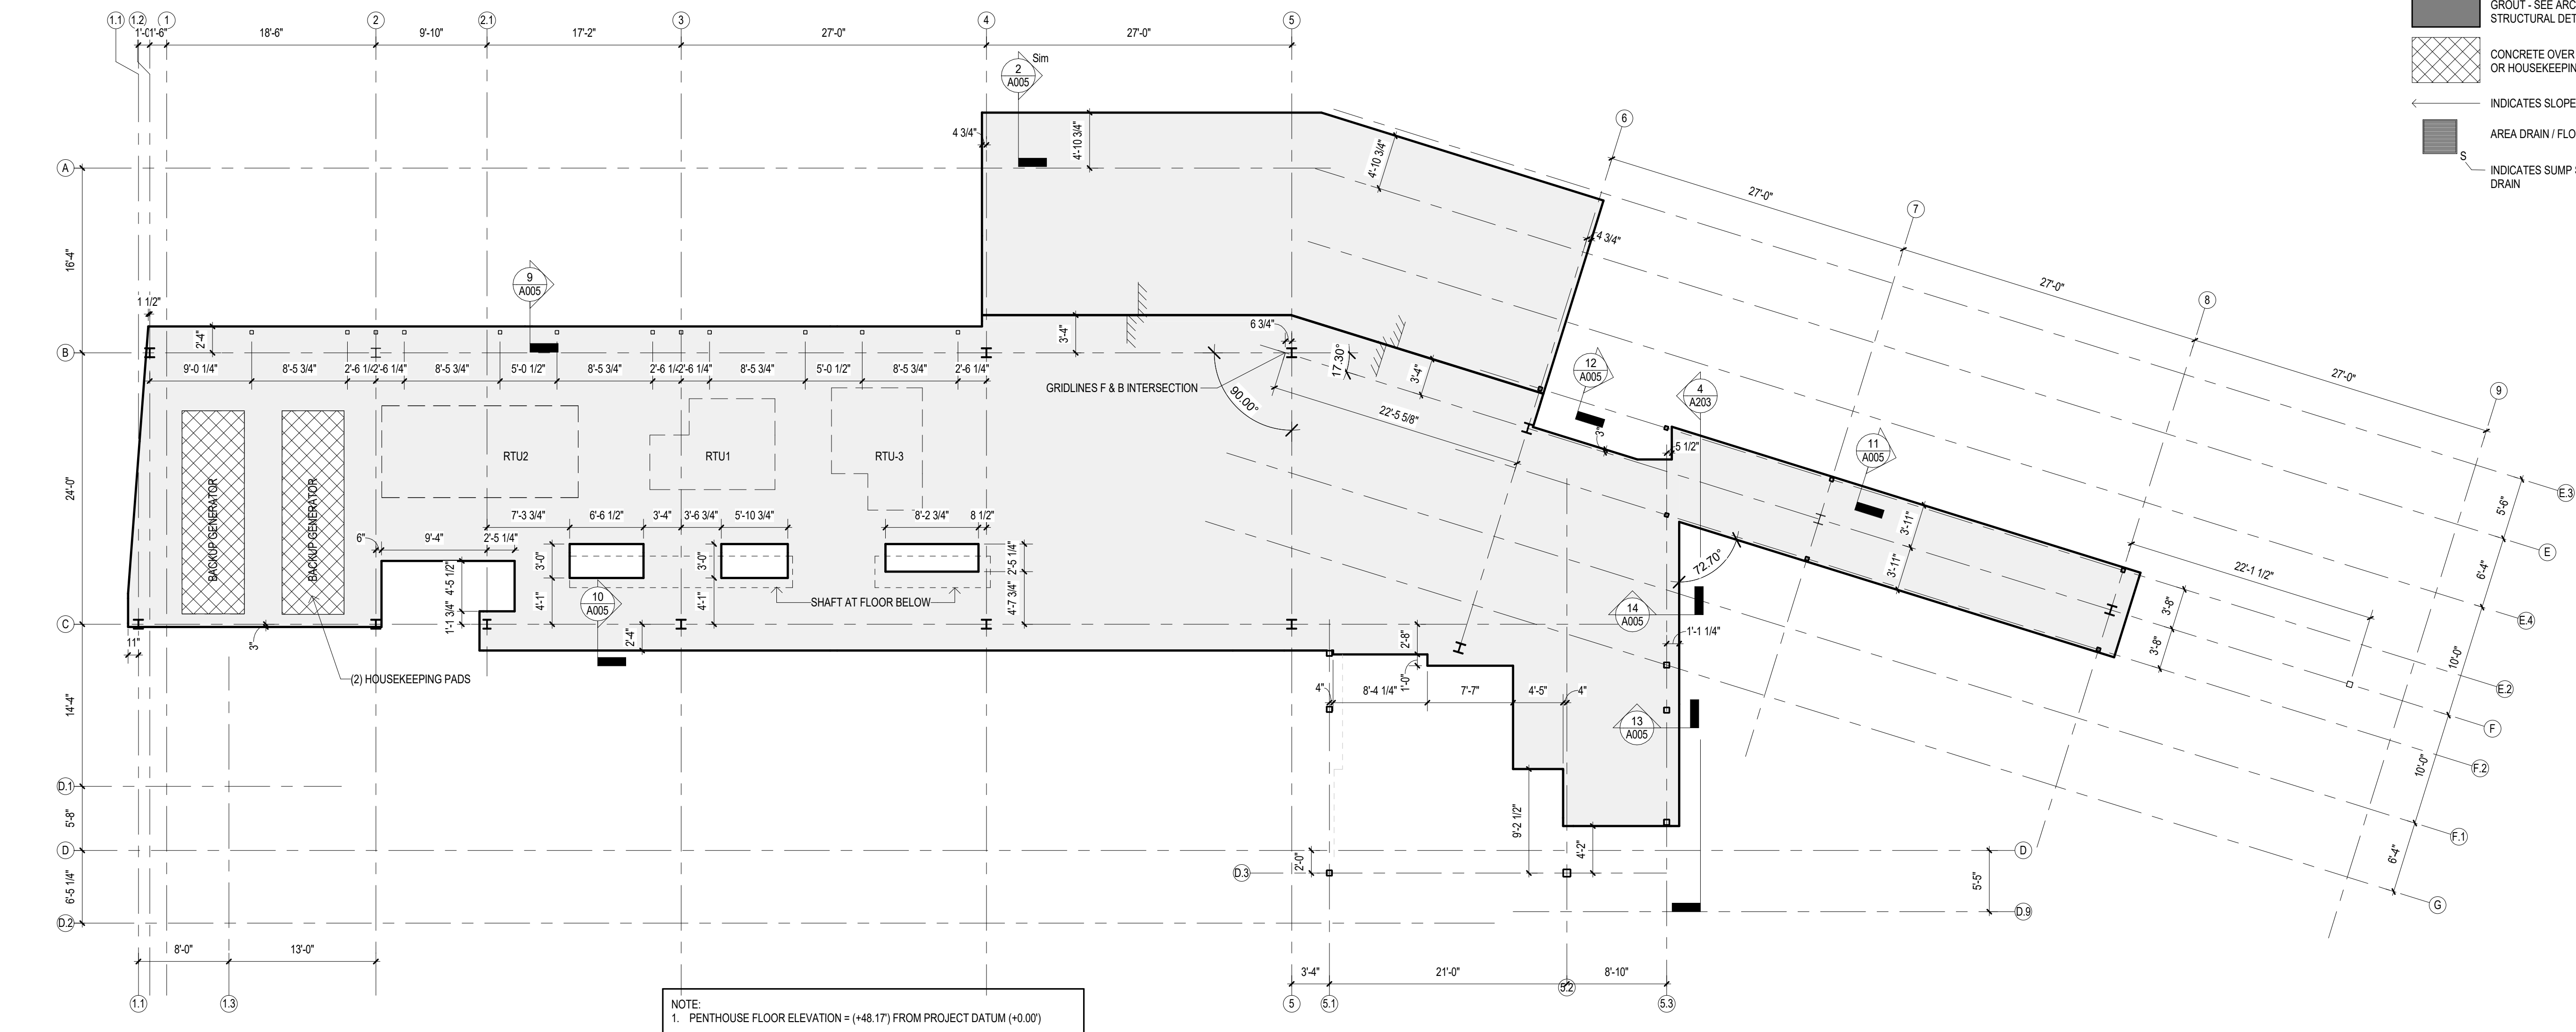 1.1
1.2
1
2
2.1
3
4
5
1'-0"
1'-6"
18'-6"
9'-10"
17'-2"
27'-0"
27'-0"
GROUT - SEE ARC
STRUCTURAL DET
CONCRETE OVER
OR HOUSEKEEPIN
INDICATES SLOPE
AREA DRAIN / FLO
S
INDICATES SUMP
DRAIN
2
A005
Sim
4 3/4"
4'-10 3/4"
4'-10 3/4"
6
4 3/4"
27'-0"
7
27'-0"
8
27'-0"
9
A
16'-4"
B
24'-0"
C
14'-4"
D.1
5'-8"
D
6'-5 1/4"
D.2
9
A005
1 1/2"
2'-4"
9'-0 1/4"
8'-5 3/4"
2'-6 1/4"
2'-6 1/4"
8'-5 3/4"
5'-0 1/2"
8'-5 3/4"
2'-6 1/4"
2'-6 1/4"
8'-5 3/4"
5'-0 1/2"
8'-5 3/4"
2'-6 1/4"
3'-4"
6 3/4"
17.30°
90.00°
GRIDLINES F & B INTERSECTION
3'-4"
22'-5 5/8"
12
A005
3"
4
A203
5 1/2"
11
A005
3'-11"
3'-11"
72.70°
22'-1 1/2"
3'-8"
3'-8"
E.3
5'-6"
E
6'-4"
E.4
10'-0"
E.2
F
10'-0"
F.2
F.1
6'-4"
G
BACKUP GENERATOR
BACKUP GENERATOR
RTU2
RTU1
RTU-3
7'-3 3/4"
6'-6 1/2"
3'-4"
3'-6 3/4"
5'-10 3/4"
8'-2 3/4"
8 1/2"
6"
9'-4"
2'-5 1/4"
4'-5 1/2"
1'-1 3/4"
3'-0"
4'-1"
3'-0"
4'-1"
2'-5 1/4"
4'-7 3/4"
10
A005
SHAFT AT FLOOR BELOW
2'-4"
11"
3"
(2) HOUSEKEEPING PADS
14
A005
1'-1 1/4"
2'-8"
1'-0"
4"
8'-4 1/4"
7'-7"
4'-5"
4"
13
A005
9'-2 1/2"
4'-2"
2'-0"
D.3
D
5'-5"
D.9
8'-0"
13'-0"
1.1
1.3
3'-4"
21'-0"
8'-10"
5
5.1
5.2
5.3
NOTE:
1. PENTHOUSE FLOOR ELEVATION = (+48.17') FROM PROJECT DATUM (+0.00')